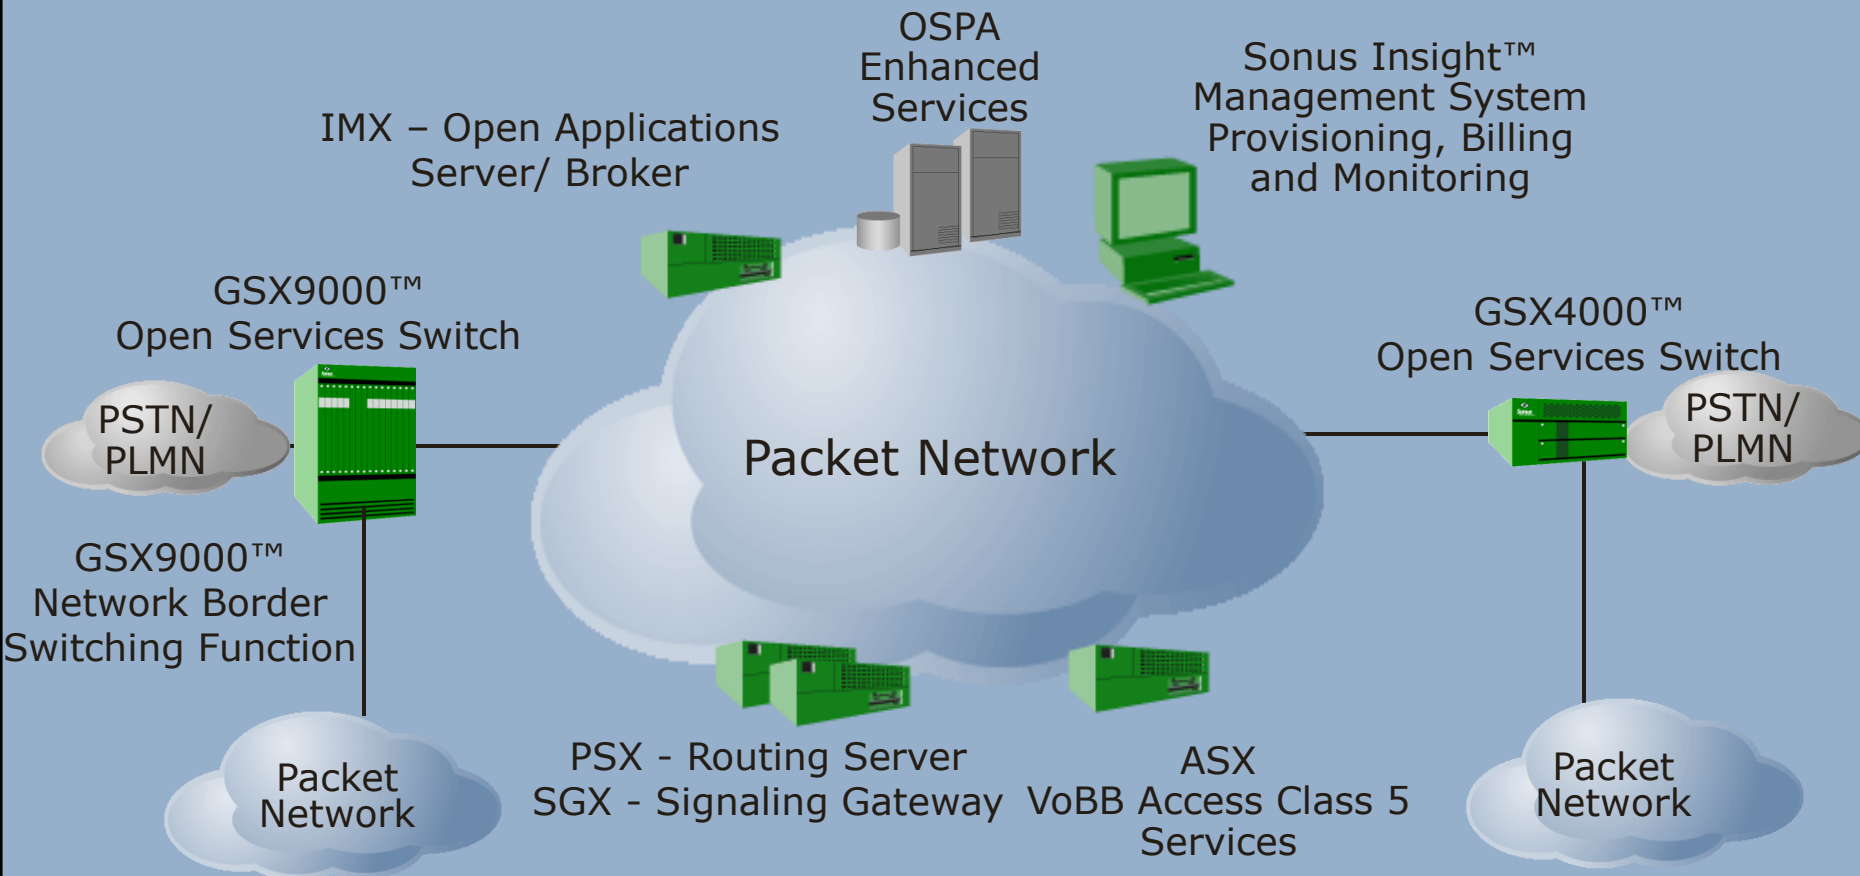 OSPA
Enhanced
Services
Sonus Insight™
Management System
Provisioning, Billing
and Monitoring
IMX – Open Applications
Server/ Broker
GSX9000™
Open Services Switch
GSX4000™
Open Services Switch
PSTN/
PLMN
Packet Network
PSTN/
PLMN
GSX9000™
Network Border
Switching Function
PSX - Routing Server
SGX - Signaling Gateway
ASX
VoBB Access Class 5
Services
Packet
Network
Packet
Network